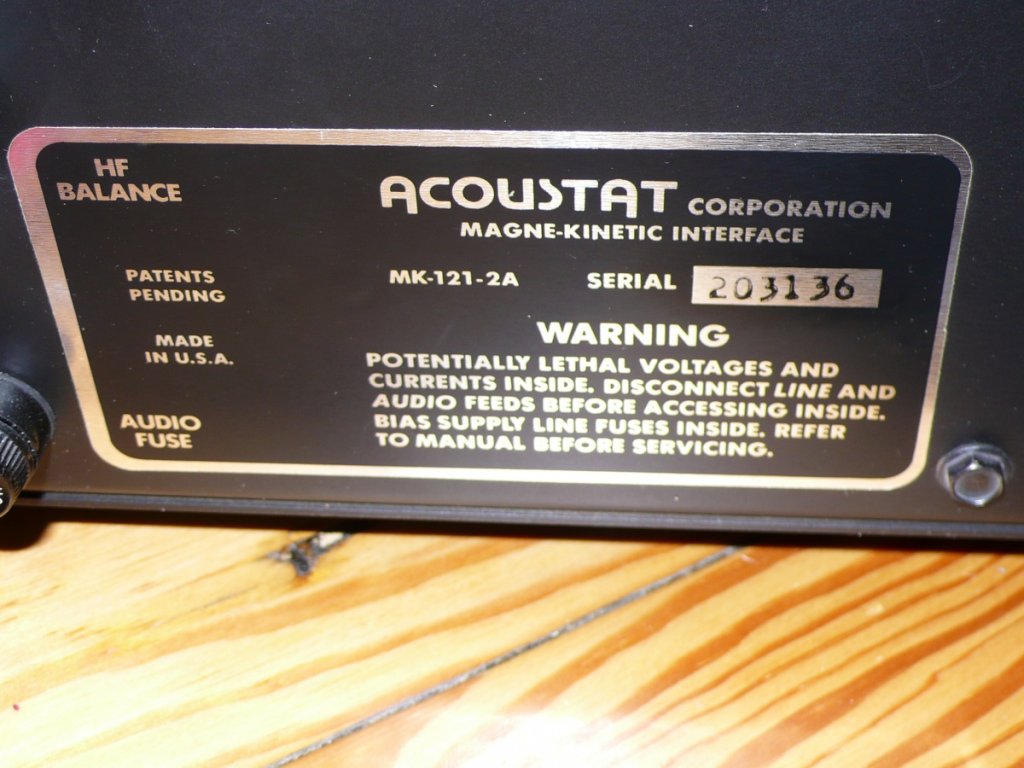 HF
BALANCE
ACOUSTAT CORPORATION
MAGNE-KINETIC INTERFACE
PATENTS
PENDING
MK-121-2A SERIAL 203136
MADE
IN U.S.A.
WARNING
POTENTIALLY LETHAL VOLTAGES AND
CURRENTS INSIDE. DISCONNECT LINE AND
AUDIO FEEDS BEFORE ACCESSING INSIDE.
BIAS SUPPLY LINE FUSES INSIDE. REFER
TO MANUAL BEFORE SERVICING.
AUDIO
FUSE